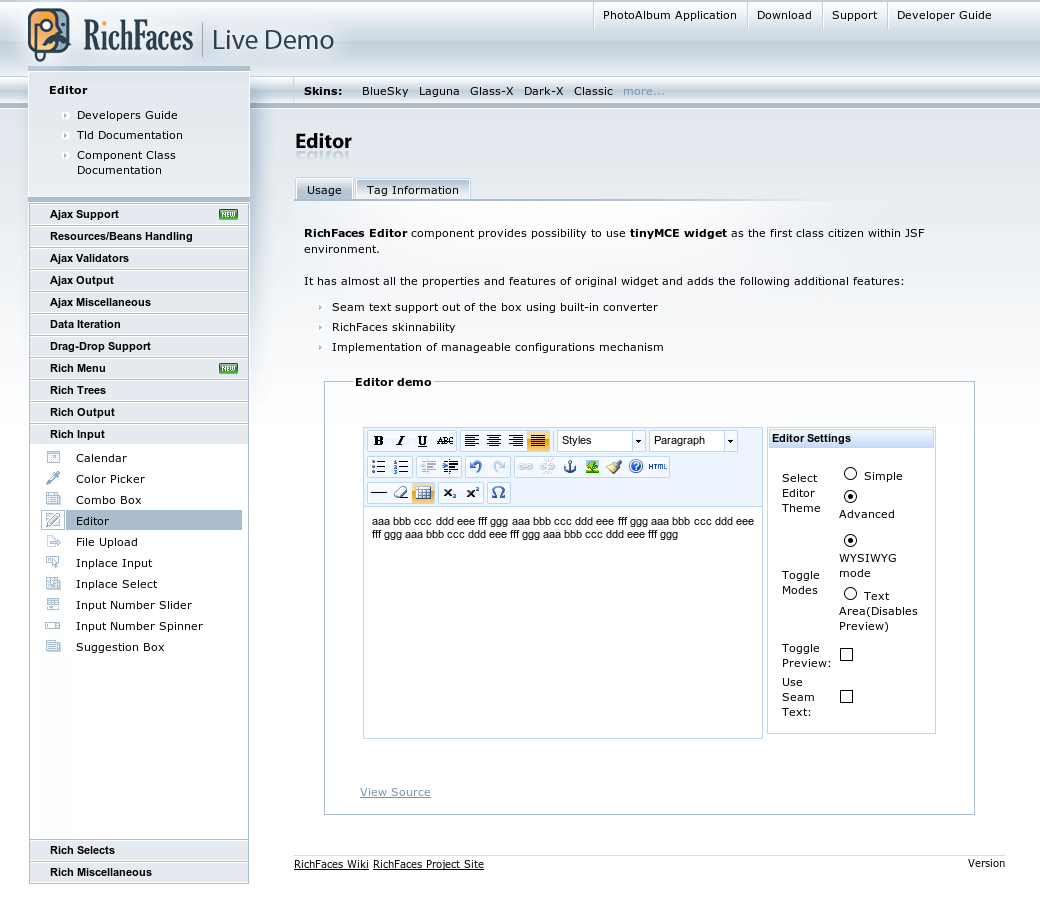 RichFaces Live Demo
PhotoAlbum Application
Download
Support
Developer Guide
Skins: BlueSky Laguna Glass-X Dark-X Classic more...
Editor
Developers Guide
Tld Documentation
Component Class
Documentation
Ajax Support NEW
Resources/Beans Handling
Ajax Validators
Ajax Output
Ajax Miscellaneous
Data Iteration
Drag-Drop Support
Rich Menu NEW
Rich Trees
Rich Output
Rich Input
Calendar
Color Picker
Combo Box
Editor
File Upload
Inplace Input
Inplace Select
Input Number Slider
Input Number Spinner
Suggestion Box
Rich Selects
Rich Miscellaneous
Editor
Usage
Tag Information
RichFaces Editor component provides possibility to use tinyMCE widget as the first class citizen within JSF
environment.
It has almost all the properties and features of original widget and adds the following additional features:
Seam text support out of the box using built-in converter
RichFaces skinnability
Implementation of manageable configurations mechanism
Editor demo
B I U ABC Styles Paragraph
HTML
x₂ x² Ω
aaa bbb ccc ddd eee fff ggg aaa bbb ccc ddd eee fff ggg aaa bbb ccc ddd eee
fff ggg aaa bbb ccc ddd eee fff ggg aaa bbb ccc ddd eee fff ggg
Editor Settings
Select
Editor
Theme
Simple
Advanced
Toggle
Modes
WYSIWYG
mode
Text
Area(Disables
Preview)
Toggle
Preview:
Use
Seam
Text:
View Source
RichFaces Wiki RichFaces Project Site
Version